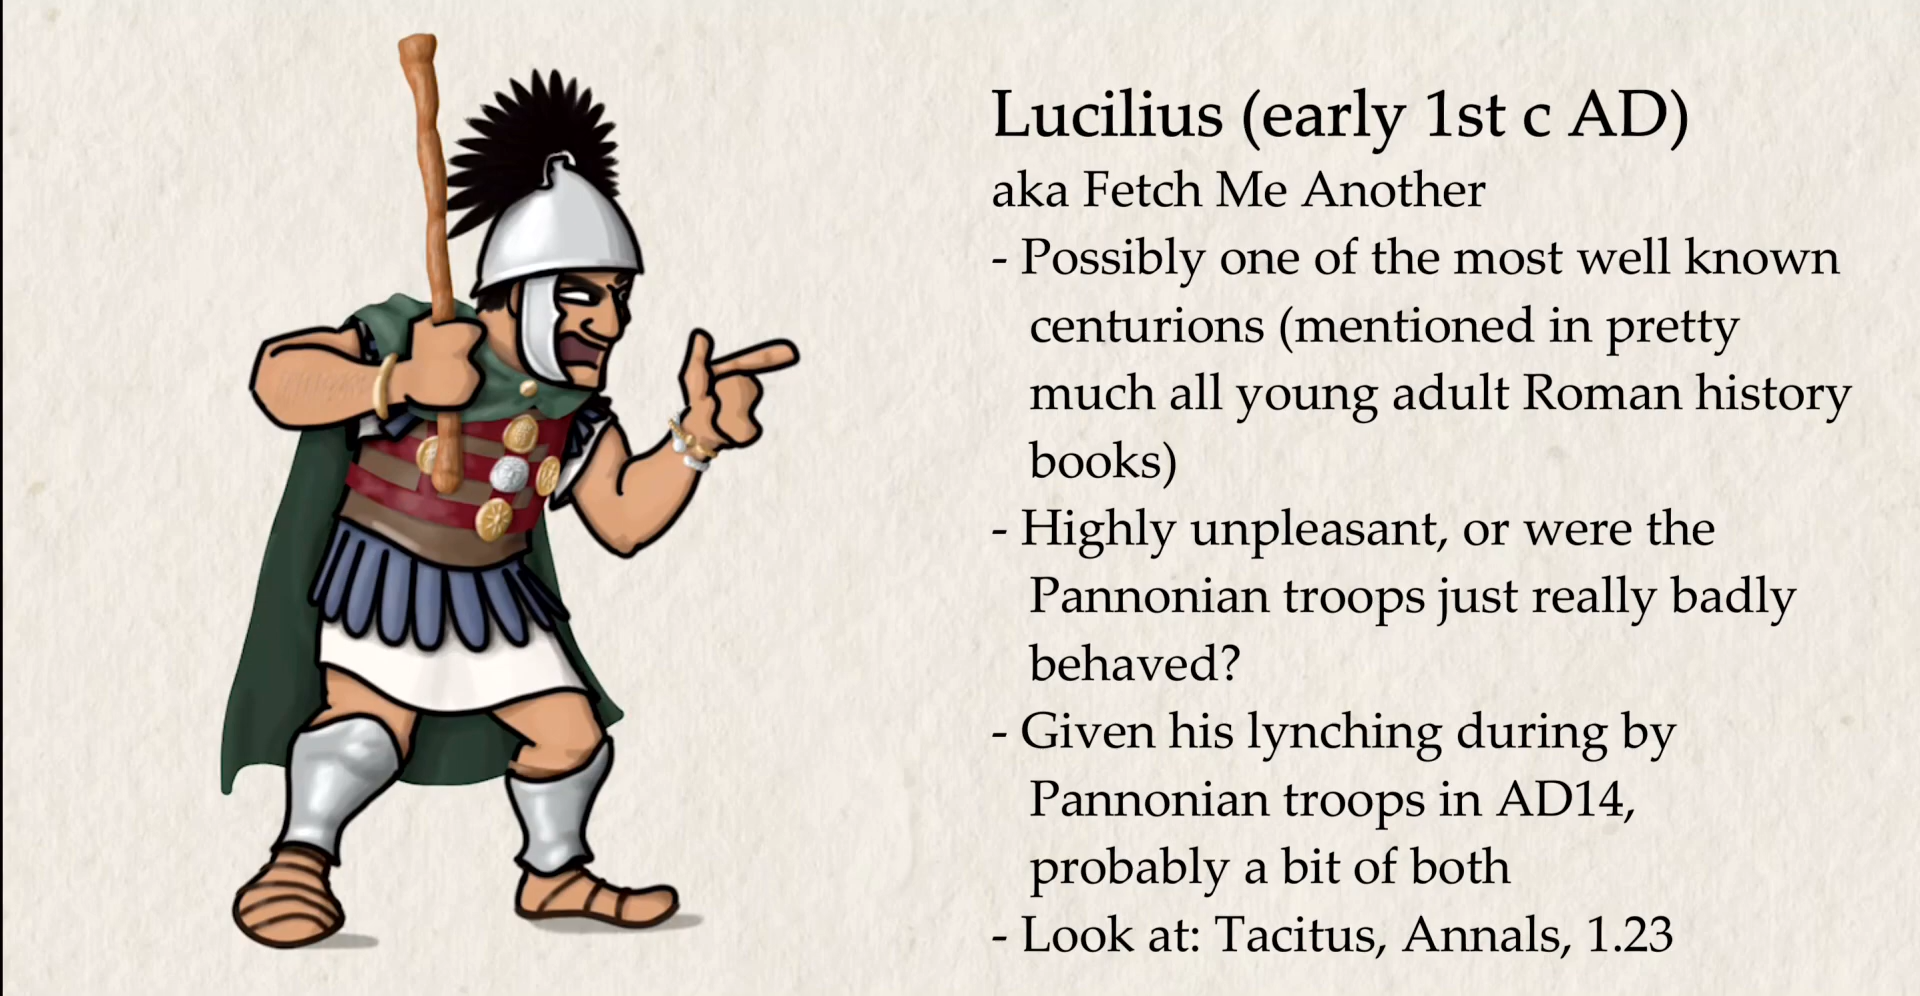 Lucilius (early 1st c AD)
aka Fetch Me Another
- Possibly one of the most well known
centurions (mentioned in pretty
much all young adult Roman history
books)
- Highly unpleasant, or were the
Pannonian troops just really badly
behaved?
- Given his lynching during by
Pannonian troops in AD14,
probably a bit of both
- Look at: Tacitus, Annals, 1.23